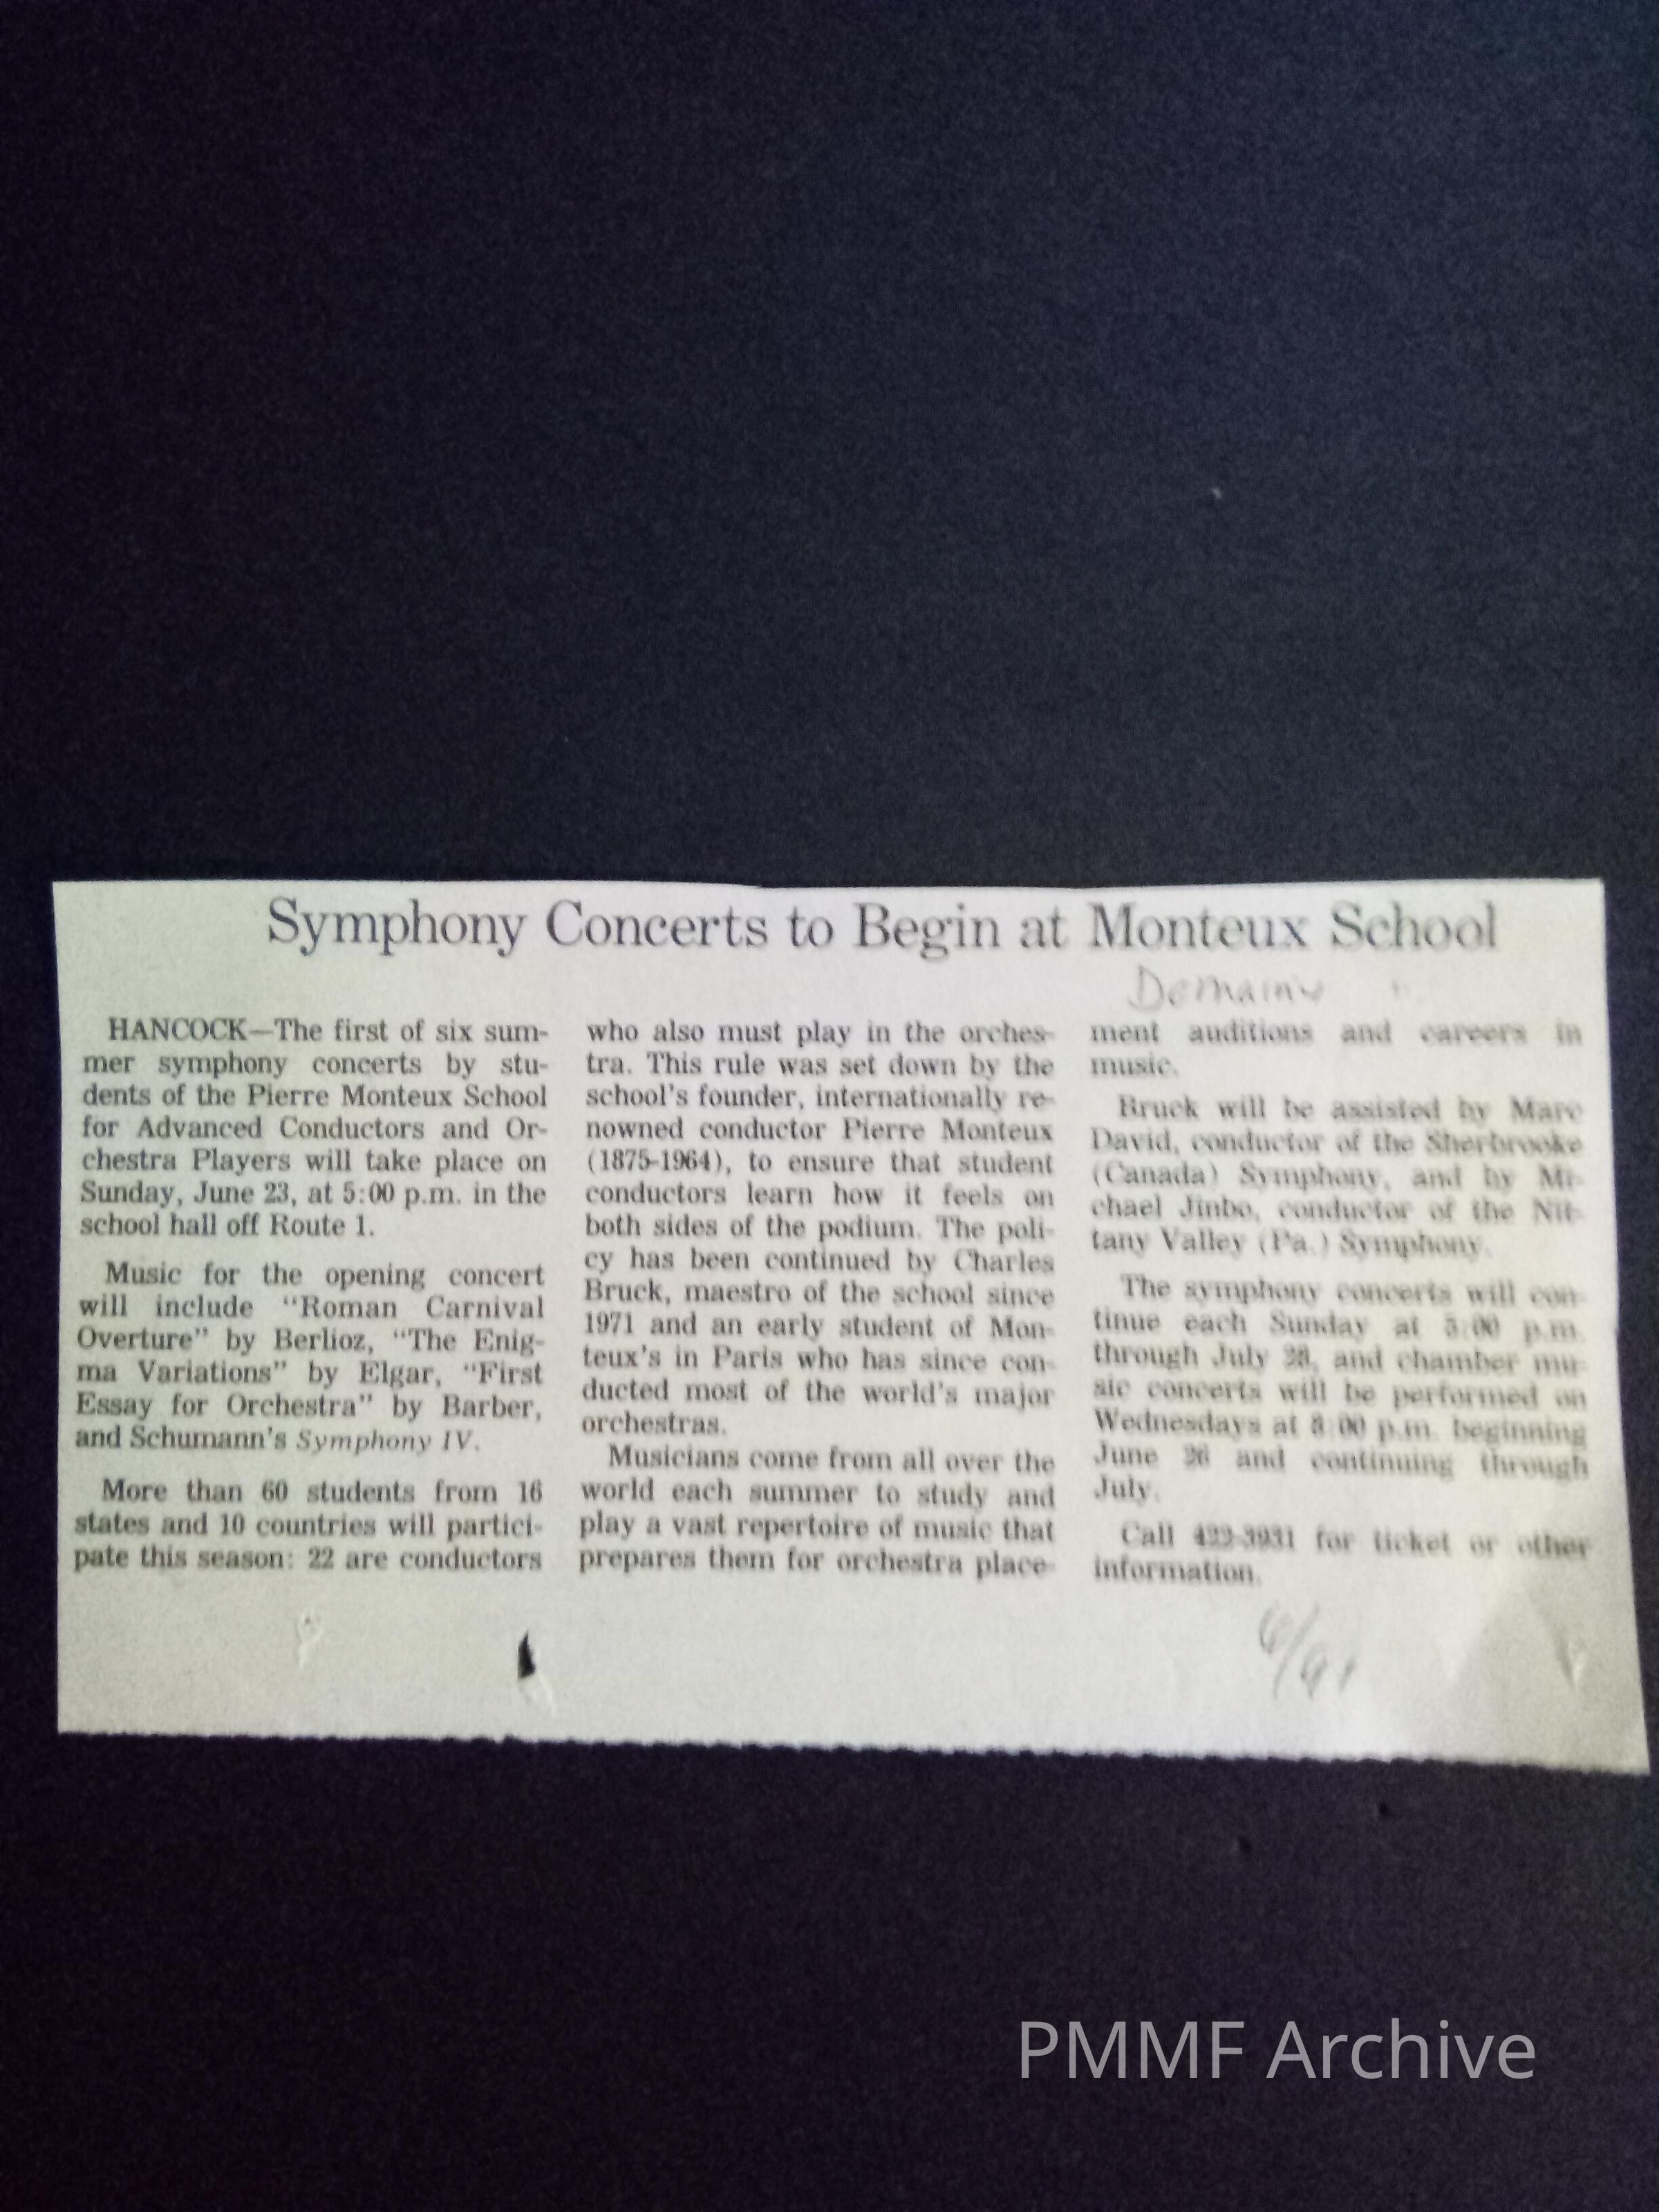 Symphony Concerts to Begin at Monteux School
HANCOCK—The first of six sum-
mer symphony concerts by stu-
dents of the Pierre Monteux School
for Advanced Conductors and Or-
chestra Players will take place on
Sunday, June 23, at 5:00 p.m. in the
school hall off Route 1.
Music for the opening concert
will include “Roman Carnival
Overture” by Berlioz, “The Enig-
ma Variations” by Elgar, “First
Essay for Orchestra” by Barber,
and Schumann's Symphony IV.
More than 60 students from 16
states and 10 countries will partici-
pate this season: 22 are conductors
who also must play in the orches-
tra. This rule was set down by the
school's founder, internationally re-
nowned conductor Pierre Monteux
(1875-1964), to ensure that student
conductors learn how it feels on
both sides of the podium. The poli-
cy has been continued by Charles
Bruck, maestro of the school since
1971 and an early student of Mon-
teux's in Paris who has since con-
ducted most of the world's major
orchestras.
Musicians come from all over the
world each summer to study and
play a vast repertoire of music that
prepares them for orchestra place-
ment auditions and careers in
music.
Bruck will be assisted by Marc
David, conductor of the Sherbrooke
(Canada) Symphony, and by Mi-
chael Jinbo, conductor of the Nit-
tany Valley (Pa.) Symphony.
The symphony concerts will con-
tinue each Sunday at 5:00 p.m.
through July 28, and chamber mu-
sic concerts will be performed on
Wednesdays at 8:00 p.m. beginning
June 26 and continuing through
July.
Call 422-3931 for ticket or other
information.
6/91
PMMF Archive